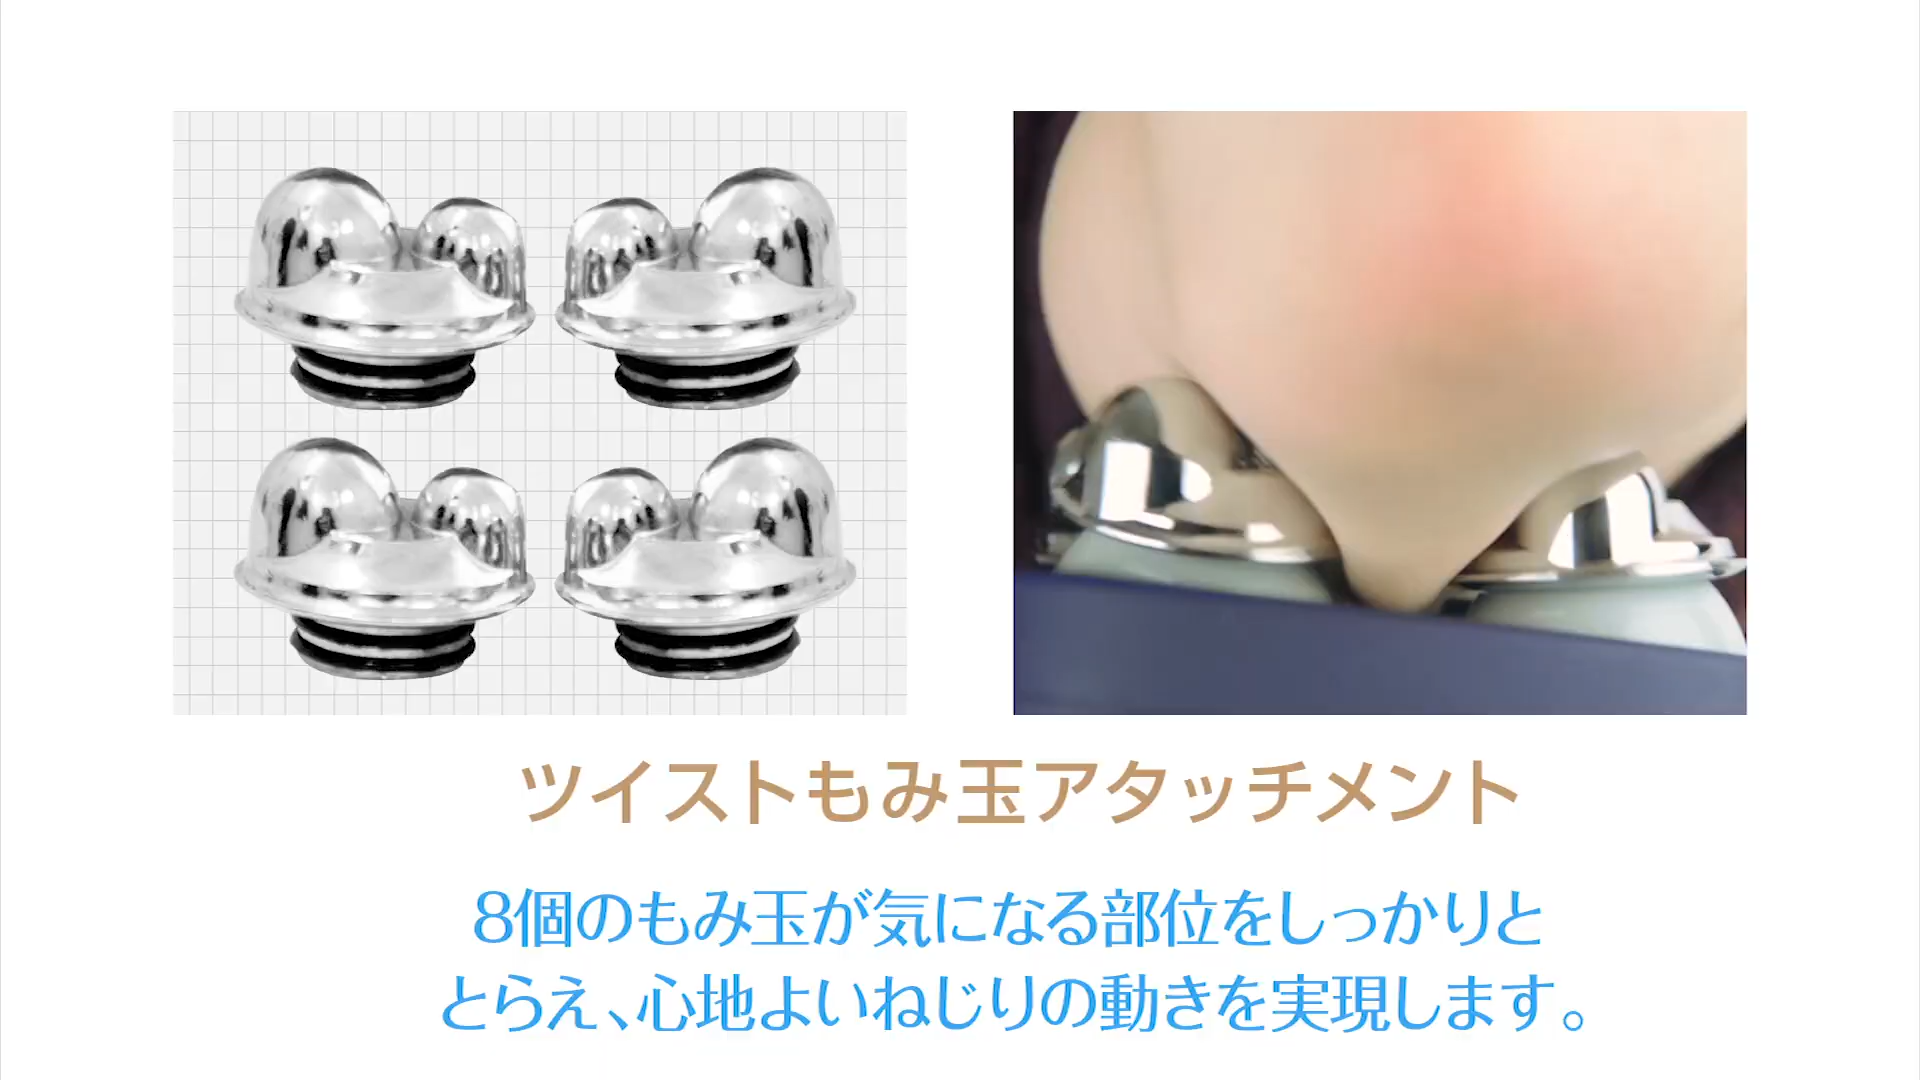 ツイストもみ玉アタッチメント
8個のもみ玉が気になる部位をしっかりと
とらえ、心地よいねじりの動きを実現します。